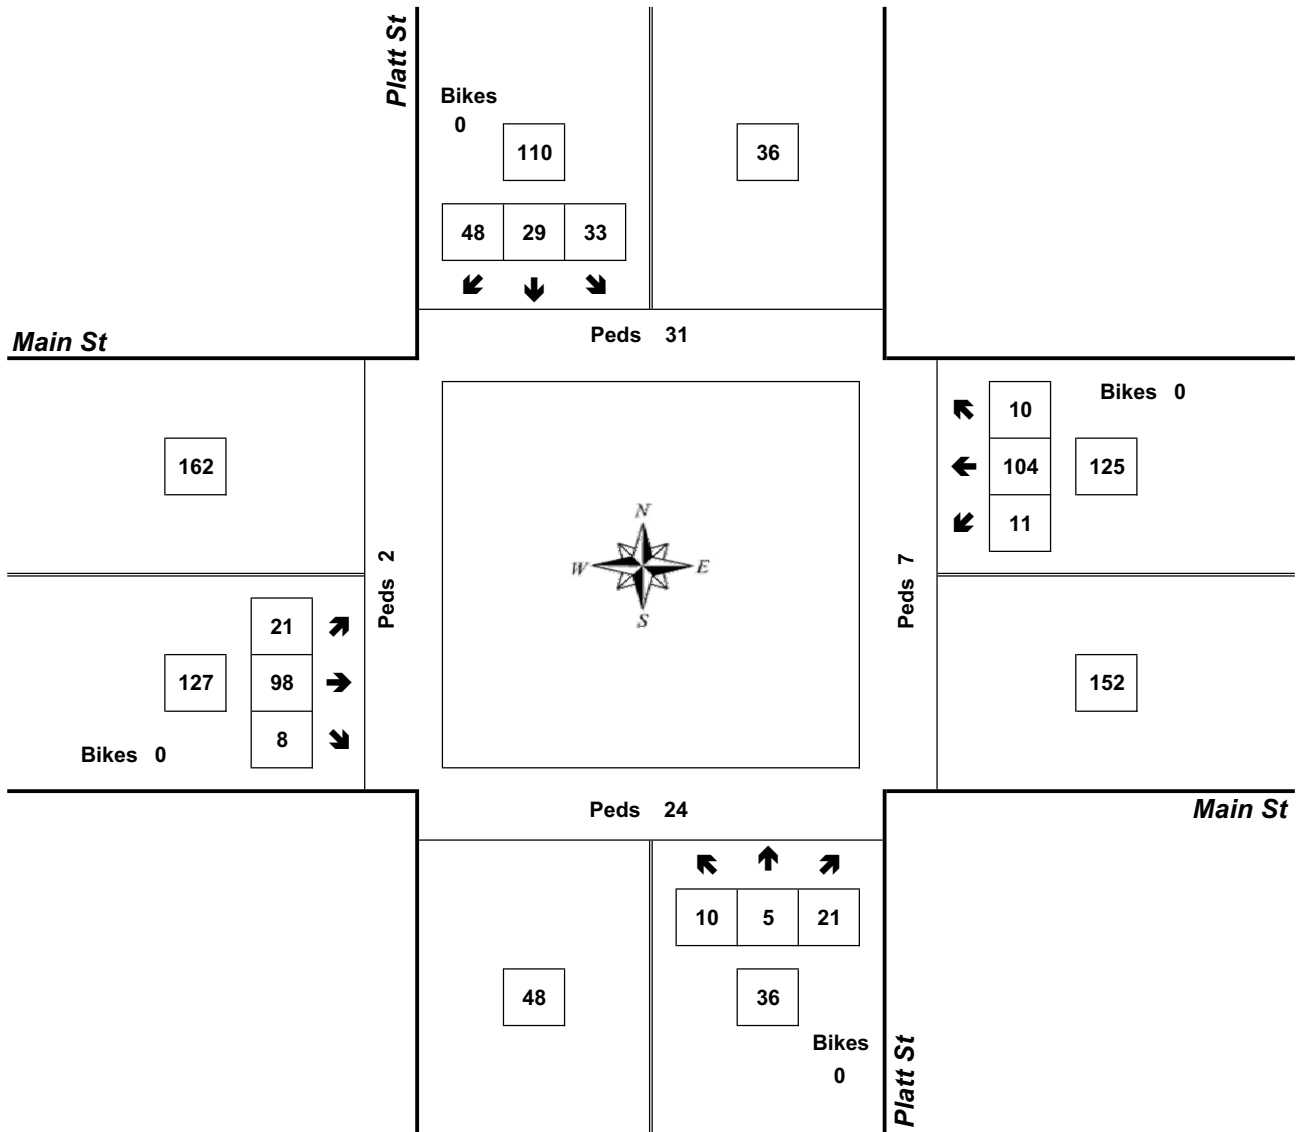 Platt St
Bikes
0
110
36
48 29 33
Peds 31
Main St
10
Bikes 0
162
104
125
11
N
W E
S
Peds 2
Peds 7
21
127
98
152
8
Bikes 0
Peds 24
Main St
10 5 21
48
36
Bikes
0
Platt St